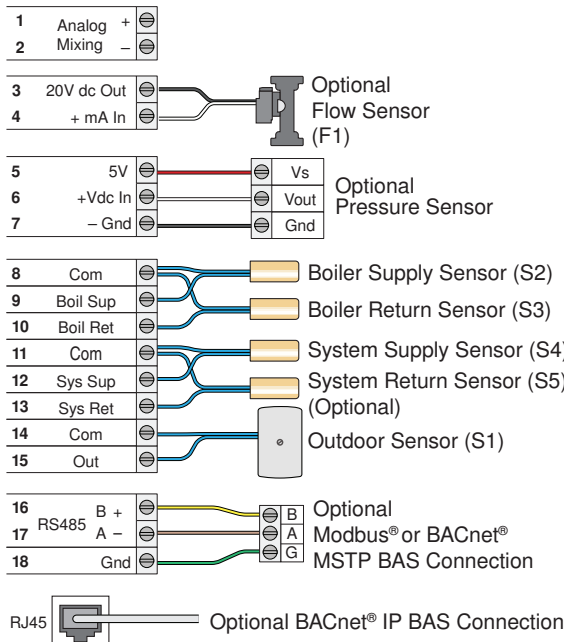 1 Analog +
2 Mixing –
3 20V dc Out
4 + mA In
Optional
Flow Sensor
(F1)
5 5V Vs
6 +Vdc In Vout
7 – Gnd Gnd
Optional
Pressure Sensor
8 Com
9 Boil Sup
10 Boil Ret
11 Com
12 Sys Sup
13 Sys Ret
14 Com
15 Out
Boiler Supply Sensor (S2)
Boiler Return Sensor (S3)
System Supply Sensor (S4)
System Return Sensor (S5)
(Optional)
Outdoor Sensor (S1)
16 RS485 B + B
17 A – A
18 Gnd G
Optional
Modbus® or BACnet®
MSTP BAS Connection
RJ45 Optional BACnet® IP BAS Connection